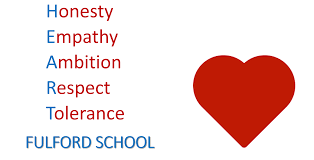 Honesty
Empathy
Ambition
Respect
Tolerance
FULFORD SCHOOL